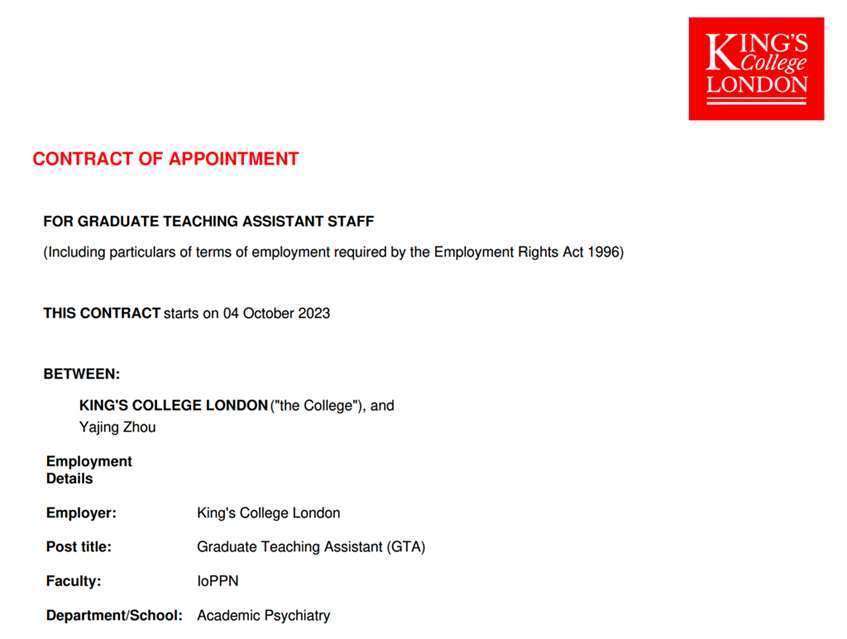 KING'S
College
LONDON
CONTRACT OF APPOINTMENT
FOR GRADUATE TEACHING ASSISTANT STAFF
(Including particulars of terms of employment required by the Employment Rights Act 1996)
THIS CONTRACT starts on 04 October 2023
BETWEEN:
KING'S COLLEGE LONDON ("the College"), and
Yajing Zhou
Employment
Details
Employer: King's College London
Post title: Graduate Teaching Assistant (GTA)
Faculty: IoPPN
Department/School: Academic Psychiatry